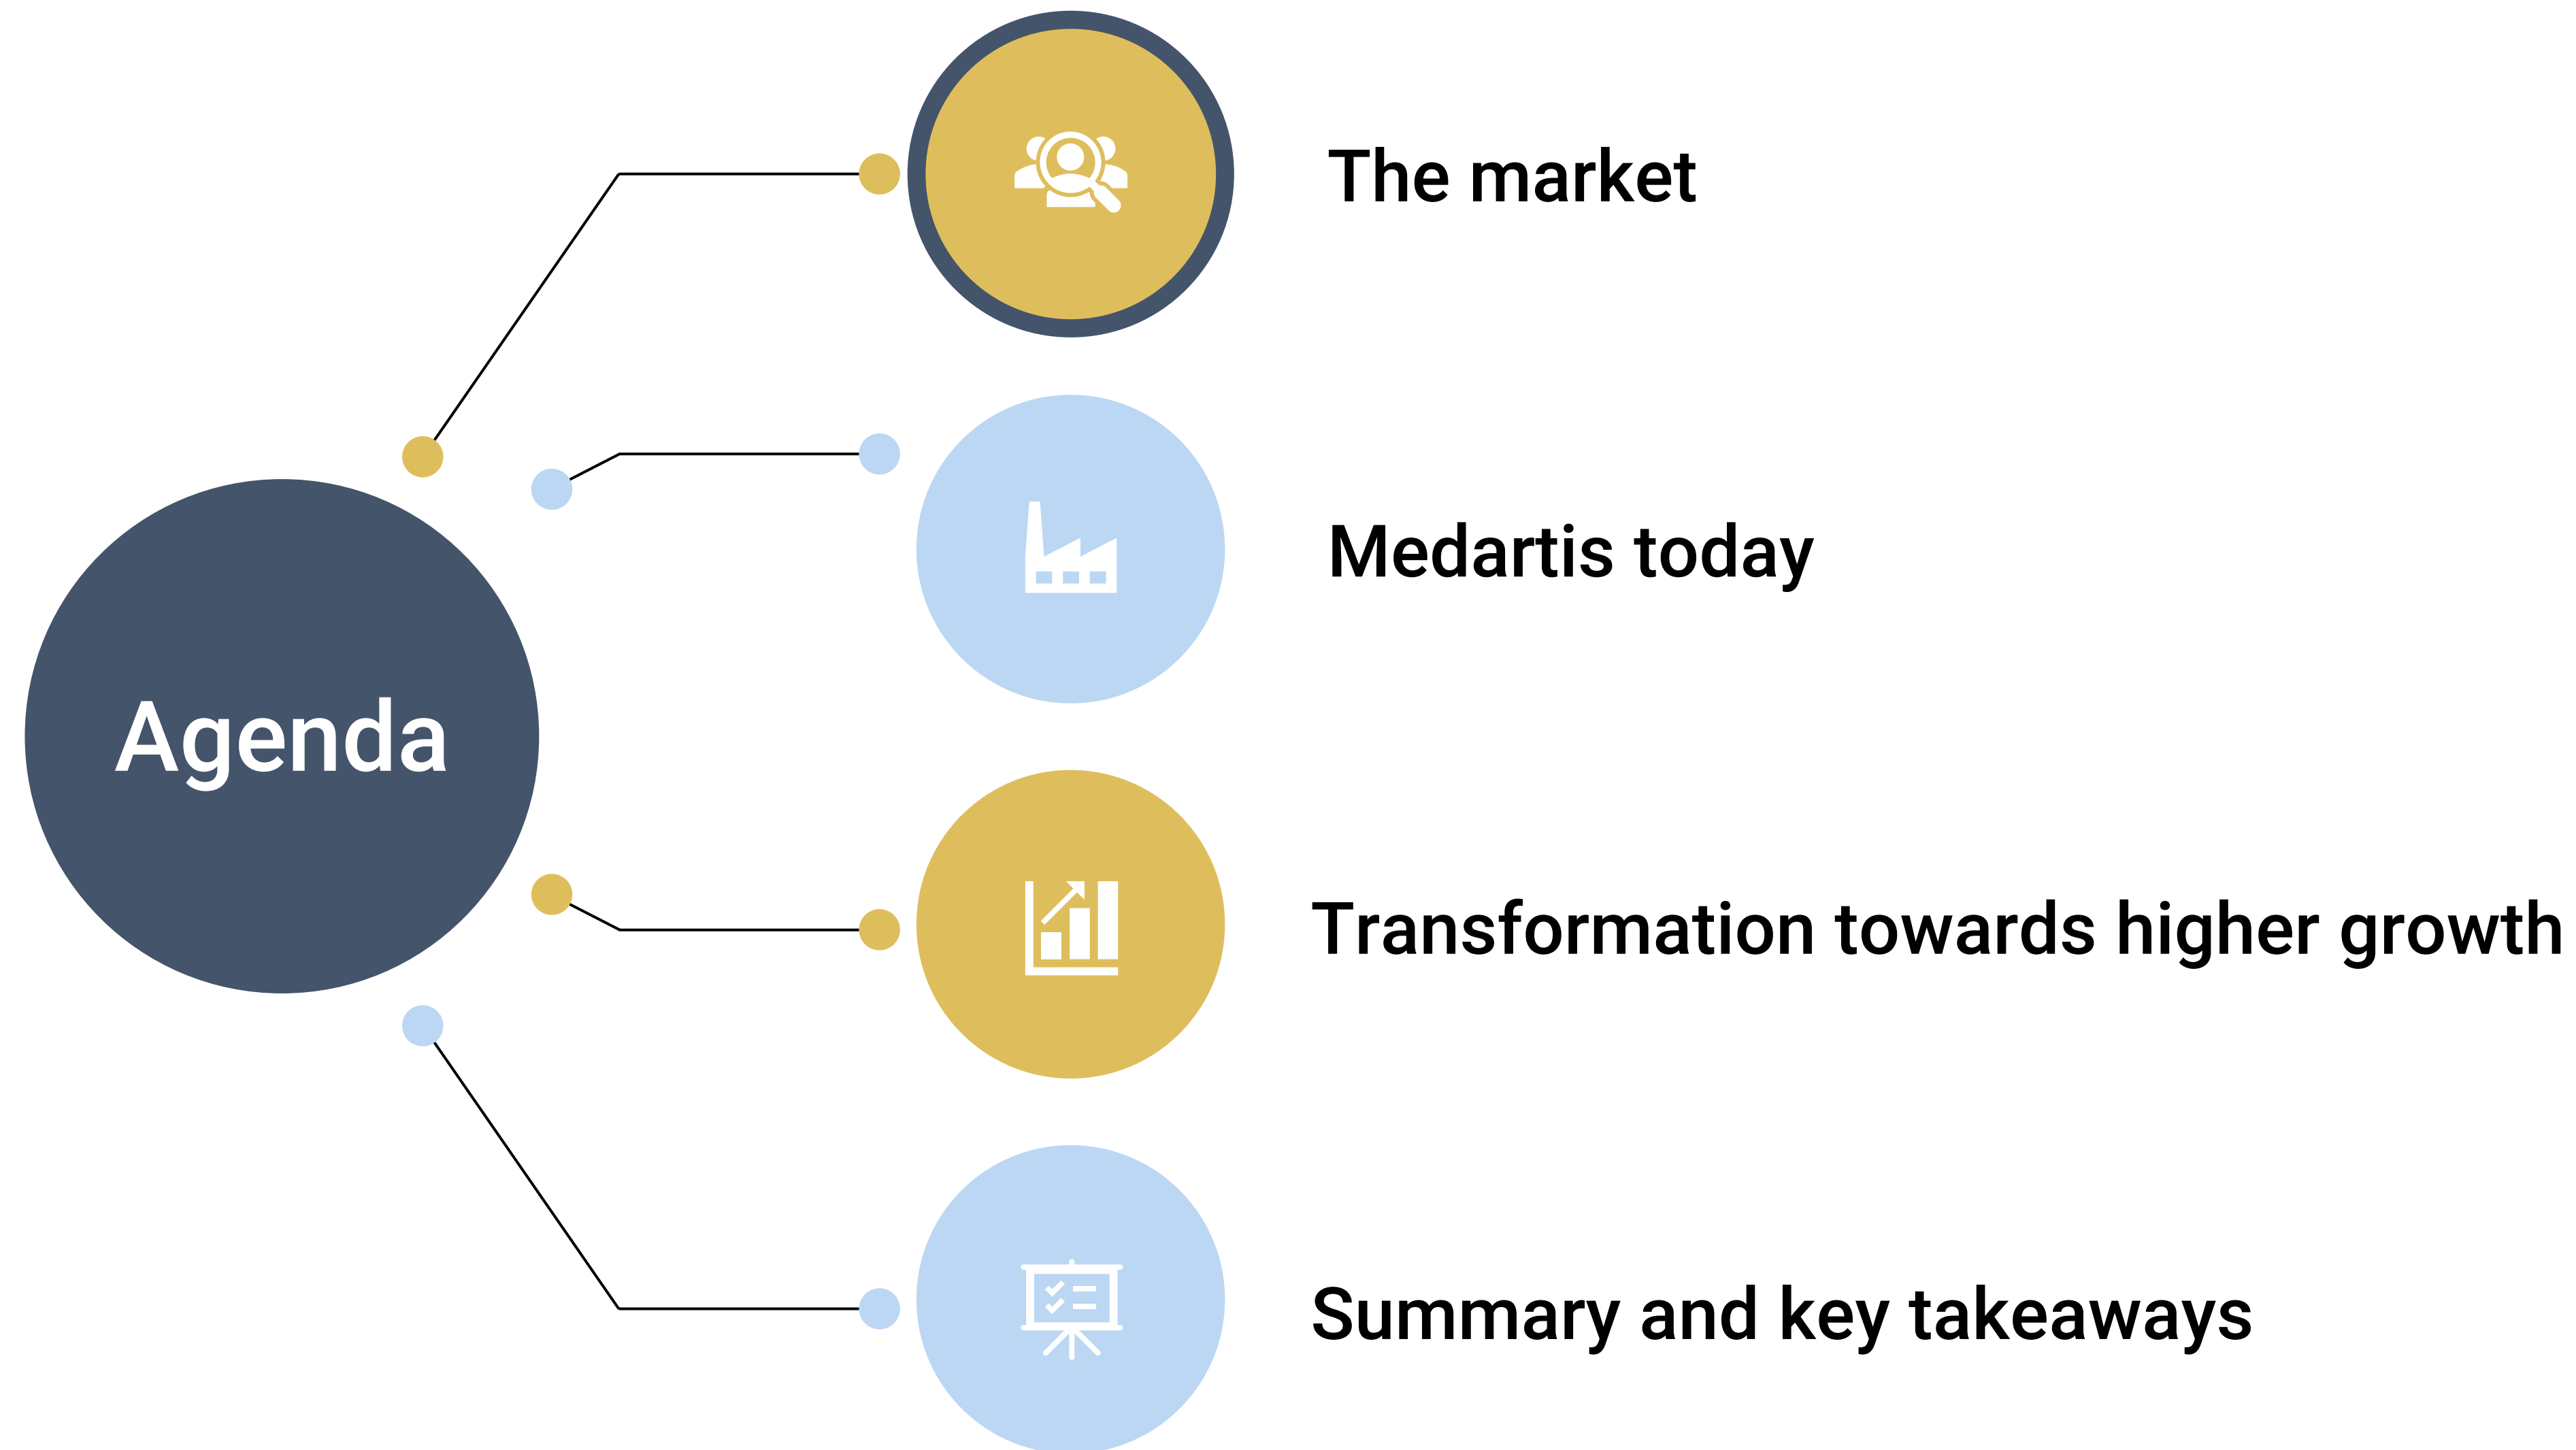 Agenda
The market
Medartis today
Transformation towards higher growth
Summary and key takeaways